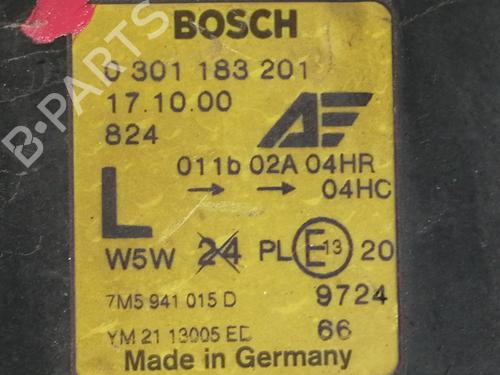 BOSCH
0 301 183 201
17.10.00
824
AE
011b 02A 04HR
→ → 04HC
L
W5W 24 PL E 13 20
7M5 941 015 D 9724
YM 21 13005 ED 66
Made in Germany
B-PARTS